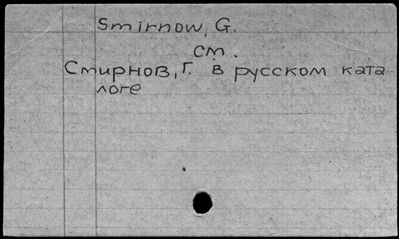 Smirnow, G.
см.
Смирнов, Г. в русском ката
логе